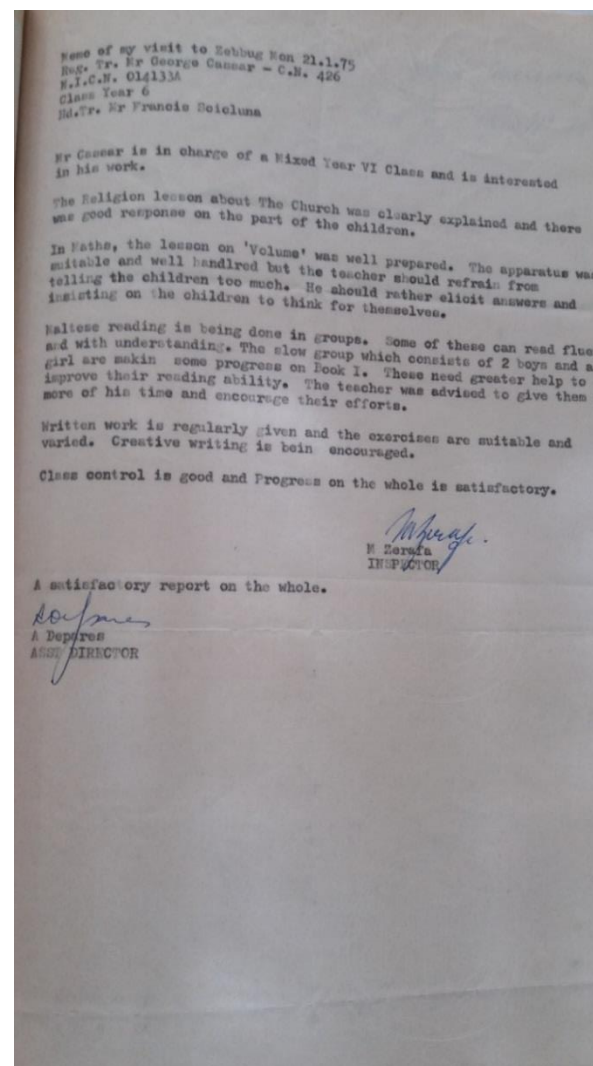 Memo of my visit to Zebbug Mon 21.1.75
Reg. Tr. Mr George Cassar - C.N. 426
N.I.C.N. 014133A
Class Year 6
Hd.Tr. Mr Francis Scicluna
Mr Cassar is in charge of a Mixed Year VI Class and is interested
in his work.
The Religion lesson about The Church was clearly explained and there
was good response on the part of the children.
In Maths, the lesson on 'Volume' was well prepared. The apparatus was
suitable and well handlred but the teacher should refrain from
telling the children too much. He should rather elicit answers and
insisting on the children to think for themselves.
Maltese reading is being done in groups. Some of these can read flue
and with understanding. The slow group which consists of 2 boys and a
girl are makin some progress on Book I. These need greater help to
improve their reading ability. The teacher was advised to give them
more of his time and encourage their efforts.
Written work is regularly given and the exercises are suitable and
varied. Creative writing is bein encouraged.
Class control is good and Progress on the whole is satisfactory.
M Zerafa
INSPECTOR
A satisfactory report on the whole.
A Depares
ASST DIRECTOR